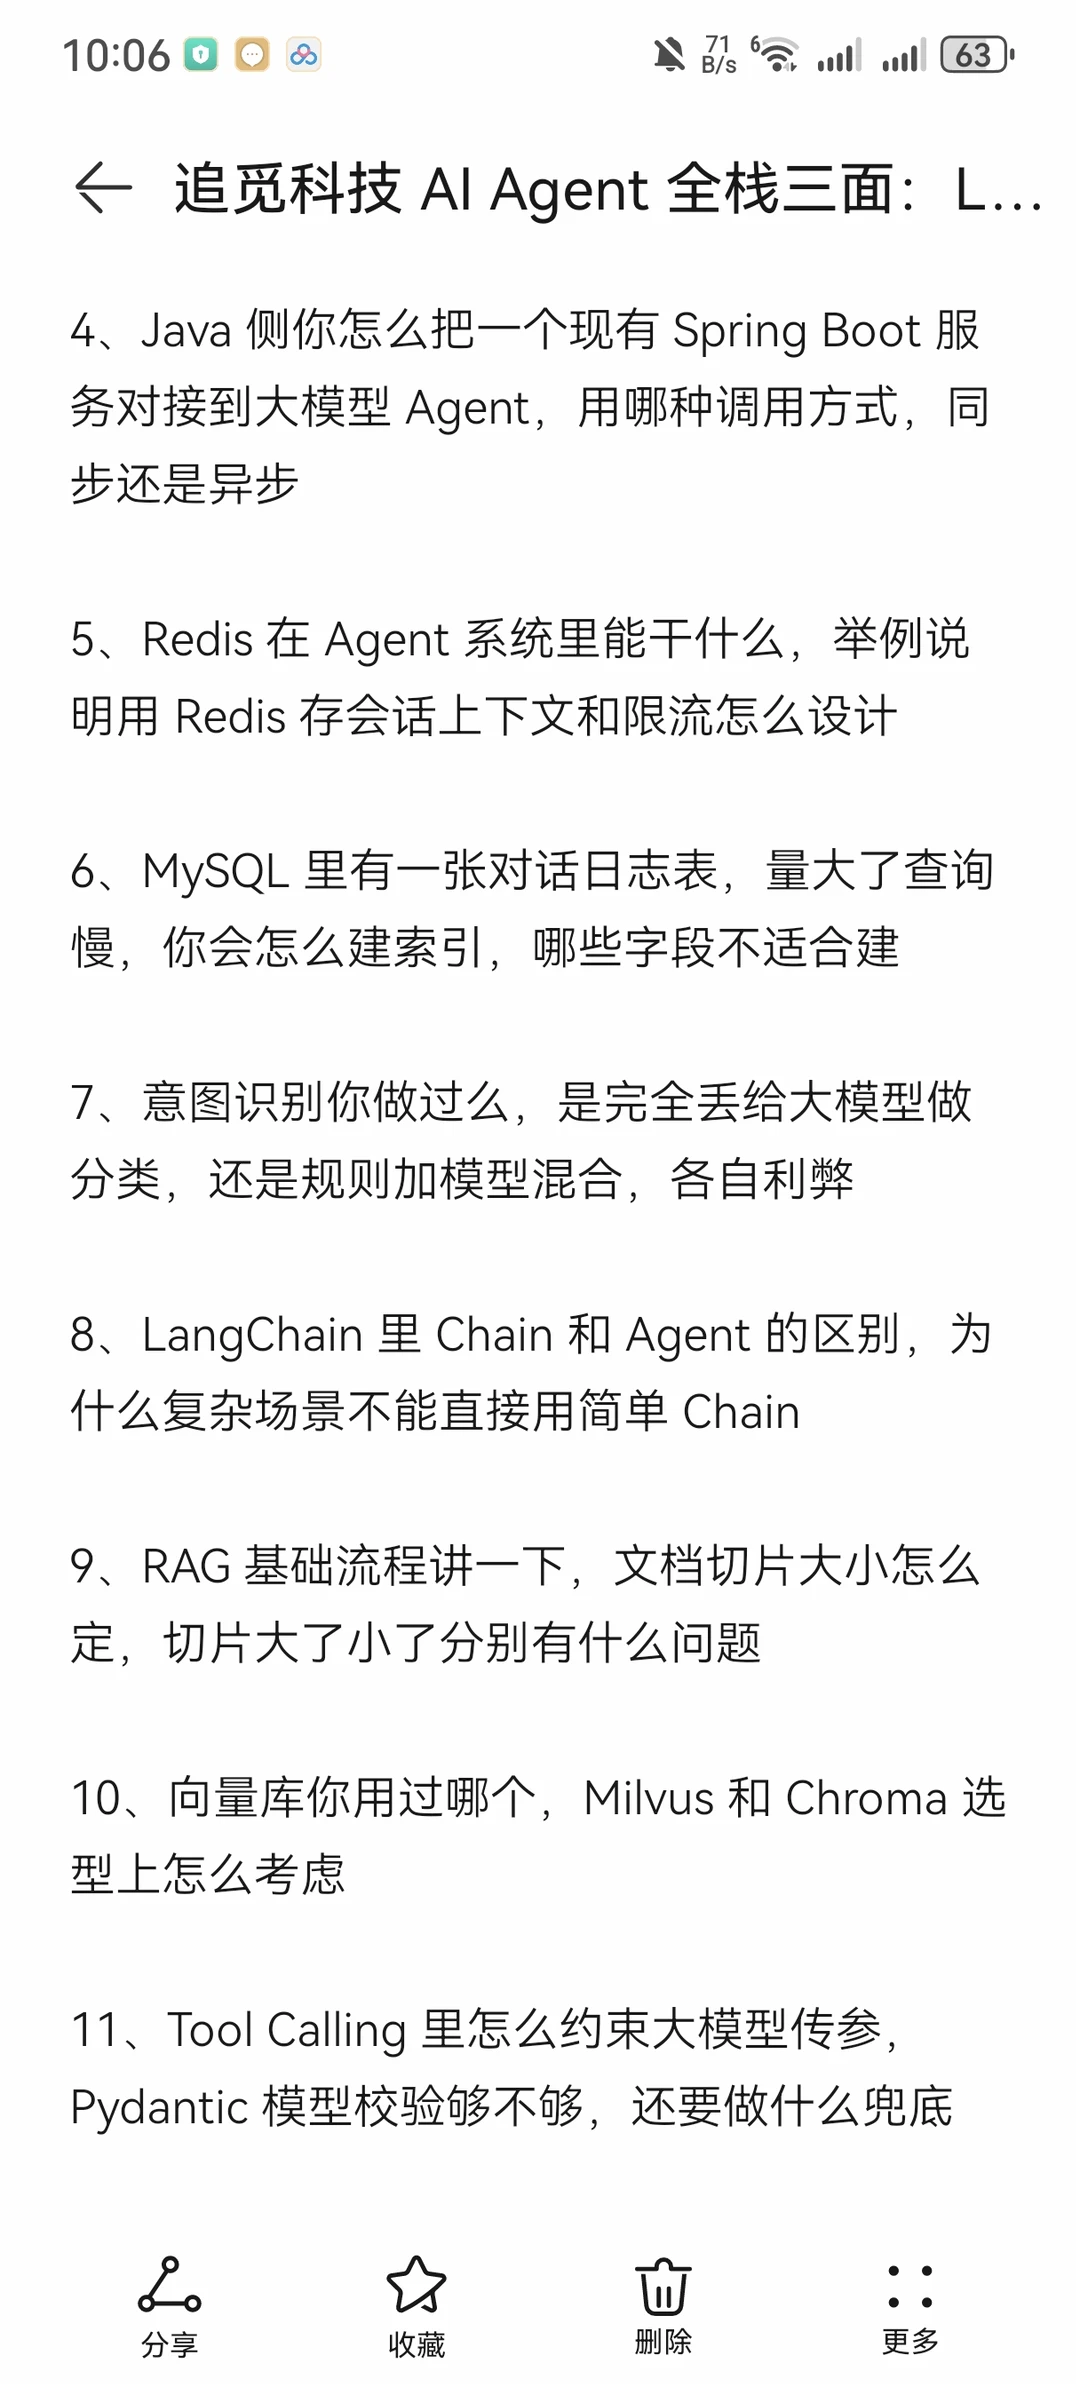 10:06
71
B/s
6
63
追觅科技 AI Agent 全栈三面：L...
4、Java 侧你怎么把一个现有 Spring Boot 服
务对接到大模型 Agent，用哪种调用方式，同
步还是异步
5、Redis 在 Agent 系统里能干什么，举例说
明用 Redis 存会话上下文和限流怎么设计
6、MySQL 里有一张对话日志表，量大了查询
慢，你会怎么建索引，哪些字段不适合建
7、意图识别你做过么，是完全丢给大模型做
分类，还是规则加模型混合，各自利弊
8、LangChain 里 Chain 和 Agent 的区别，为
什么复杂场景不能直接用简单 Chain
9、RAG 基础流程讲一下，文档切片大小怎么
定，切片大了小了分别有什么问题
10、向量库你用过哪个，Milvus 和 Chroma 选
型上怎么考虑
11、Tool Calling 里怎么约束大模型传参，
Pydantic 模型校验够不够，还要做什么兜底
分享
收藏
删除
更多